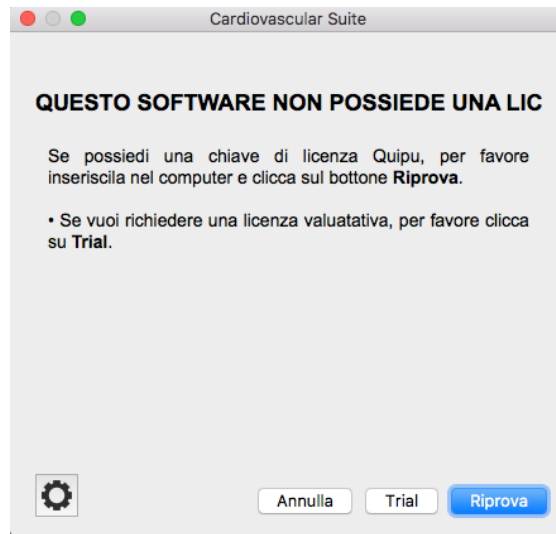 Cardiovascular Suite
QUESTO SOFTWARE NON POSSIEDE UNA LIC
Se possiedi una chiave di licenza Quipu, per favore
inseriscila nel computer e clicca sul bottone Riprova.
• Se vuoi richiedere una licenza valuatativa, per favore clicca
su Trial.
Annulla Trial Riprova